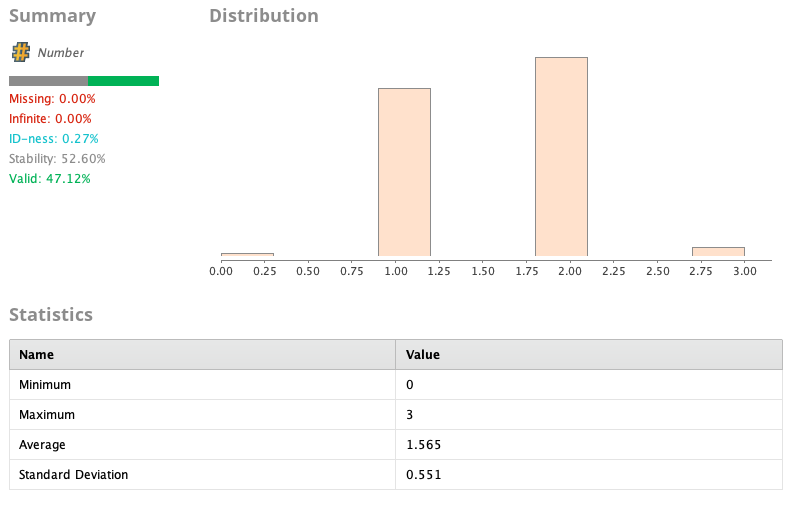 Summary
Distribution
# Number
Missing: 0.00%
Infinite: 0.00%
ID-ness: 0.27%
Stability: 52.60%
Valid: 47.12%
0.00 0.25 0.50 0.75 1.00 1.25 1.50 1.75 2.00 2.25 2.50 2.75 3.00
Statistics
Name Value
Minimum 0
Maximum 3
Average 1.565
Standard Deviation 0.551